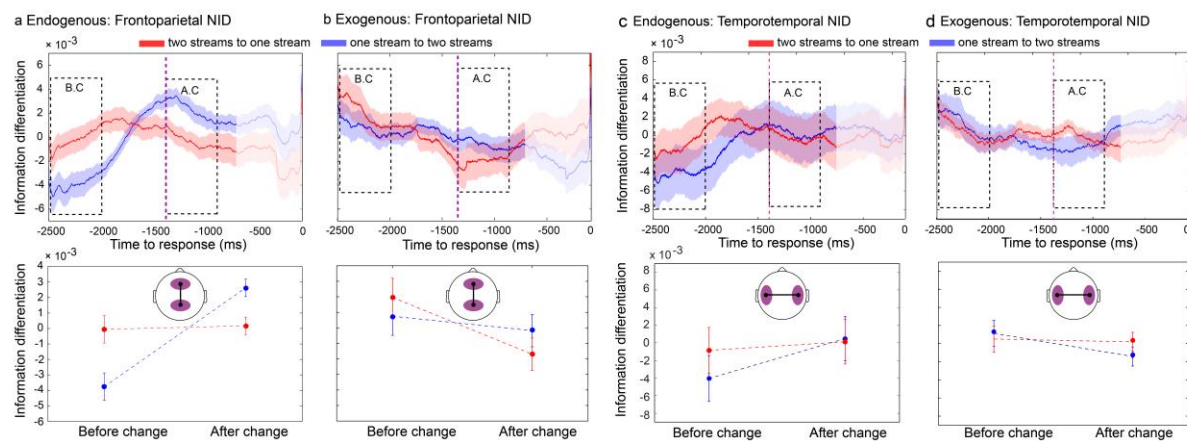 a Endogenous: Frontoparietal NID
b Exogenous: Frontoparietal NID
c Endogenous: Temporotemporal NID
d Exogenous: Temporotemporal NID
× 10⁻³
two streams to one stream
one stream to two streams
× 10⁻³
two streams to one stream
one stream to two streams
Information differentiation
6
4
2
0
-2
-4
-6
B.C
A.C
B.C
A.C
-2500 -2000 -1500 -1000 -500 0
Time to response (ms)
-2500 -2000 -1500 -1000 -500 0
Time to response (ms)
Information differentiation
8
6
4
2
0
-2
-4
-6
-8
B.C
A.C
B.C
A.C
-2500 -2000 -1500 -1000 -500 0
Time to response (ms)
-2500 -2000 -1500 -1000 -500 0
Time to response (ms)
× 10⁻³
Information differentiation
4
3
2
1
0
-1
-2
-3
-4
-5
-6
Before change After change
Before change After change
× 10⁻³
Information differentiation
8
6
4
2
0
-2
-4
-6
-8
Before change After change
Before change After change